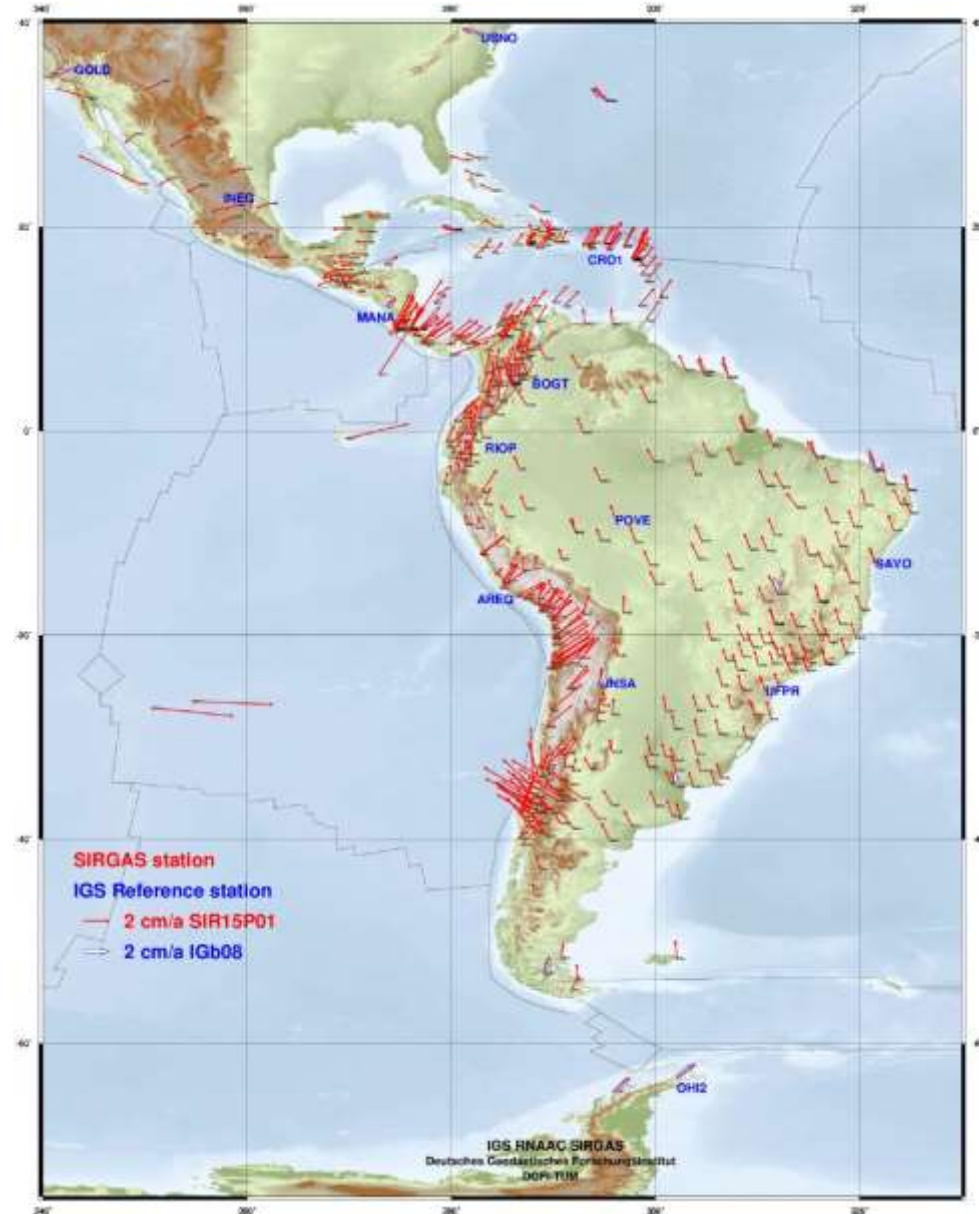 USNO
GOLD
INEG
CRO1
MANA
BOGT
RIOP
POVE
SAVO
AREQ
UNSA
UFPR
SIRGAS station
IGS Reference station
2 cm/a SIR15P01
2 cm/a IGb08
OHI2
IGS RNAAC SIRGAS
Deutsches Geodaetisches Forschungsinstitut
DGFI-TUM